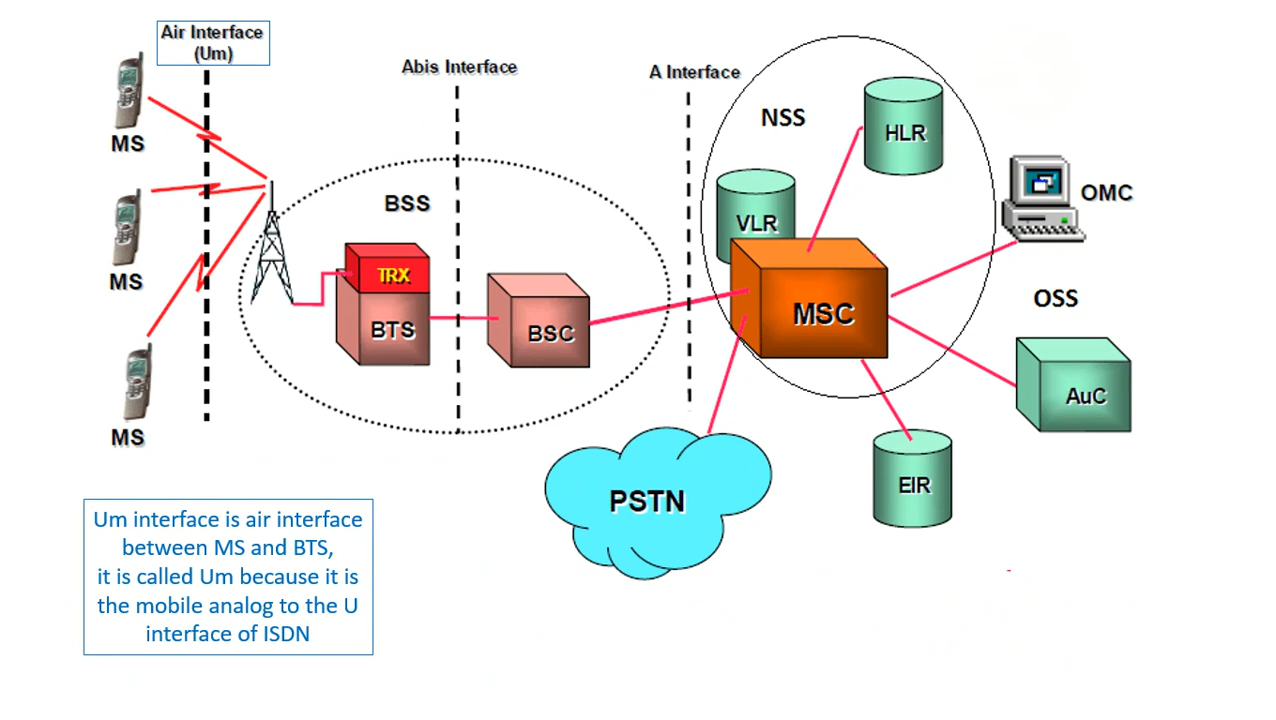 Air Interface
(Um)
Abis Interface
A Interface
MS
MS
MS
BSS
TRX
BTS
BSC
NSS
HLR
VLR
MSC
OMC
OSS
AuC
EIR
PSTN
Um interface is air interface
between MS and BTS,
it is called Um because it is
the mobile analog to the U
interface of ISDN